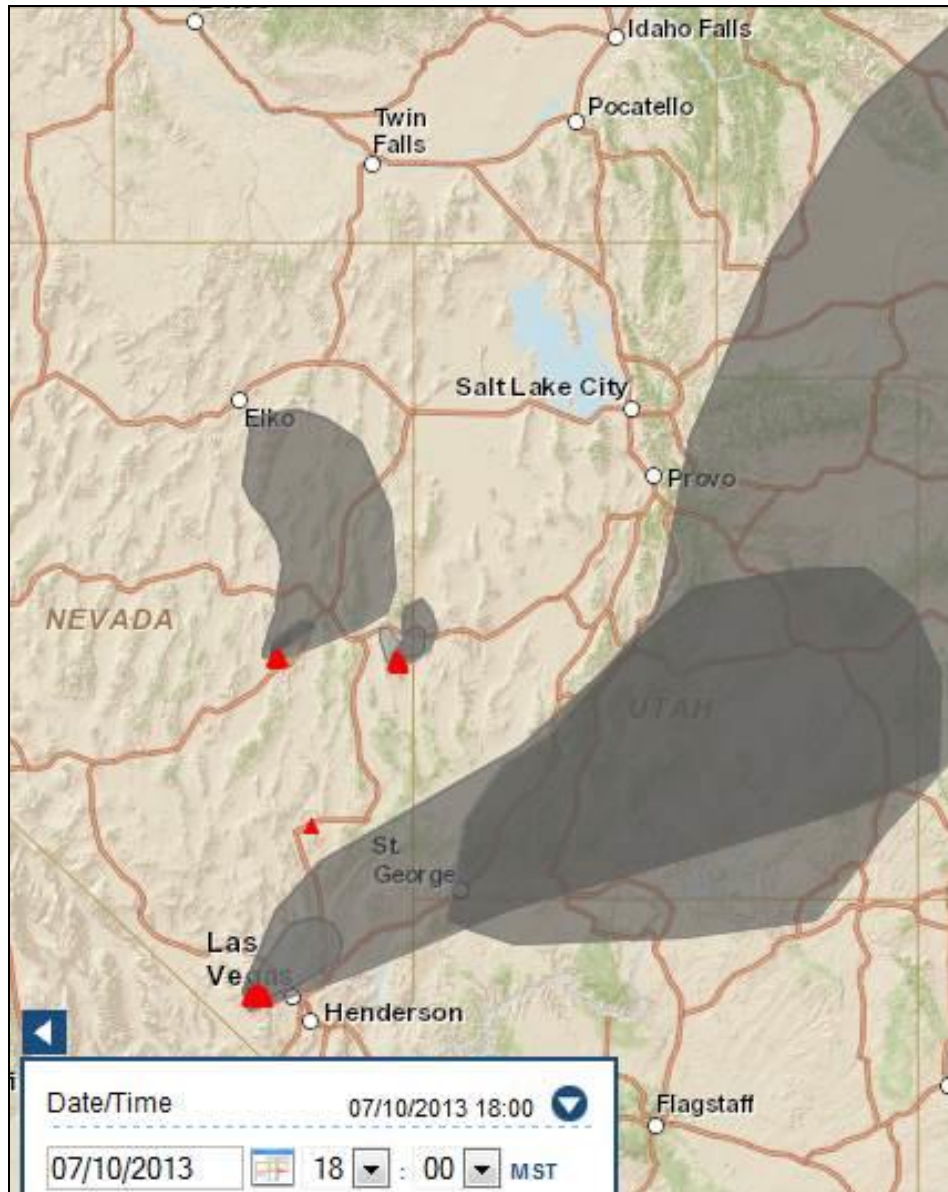 Idaho Falls
Pocatello
Twin
Falls
Salt Lake City
Elko
Provo
NEVADA
UTAH
St.
George
Las
Vegas
Henderson
Date/Time
07/10/2013 18:00
Flagstaff
07/10/2013
18 : 00 MST